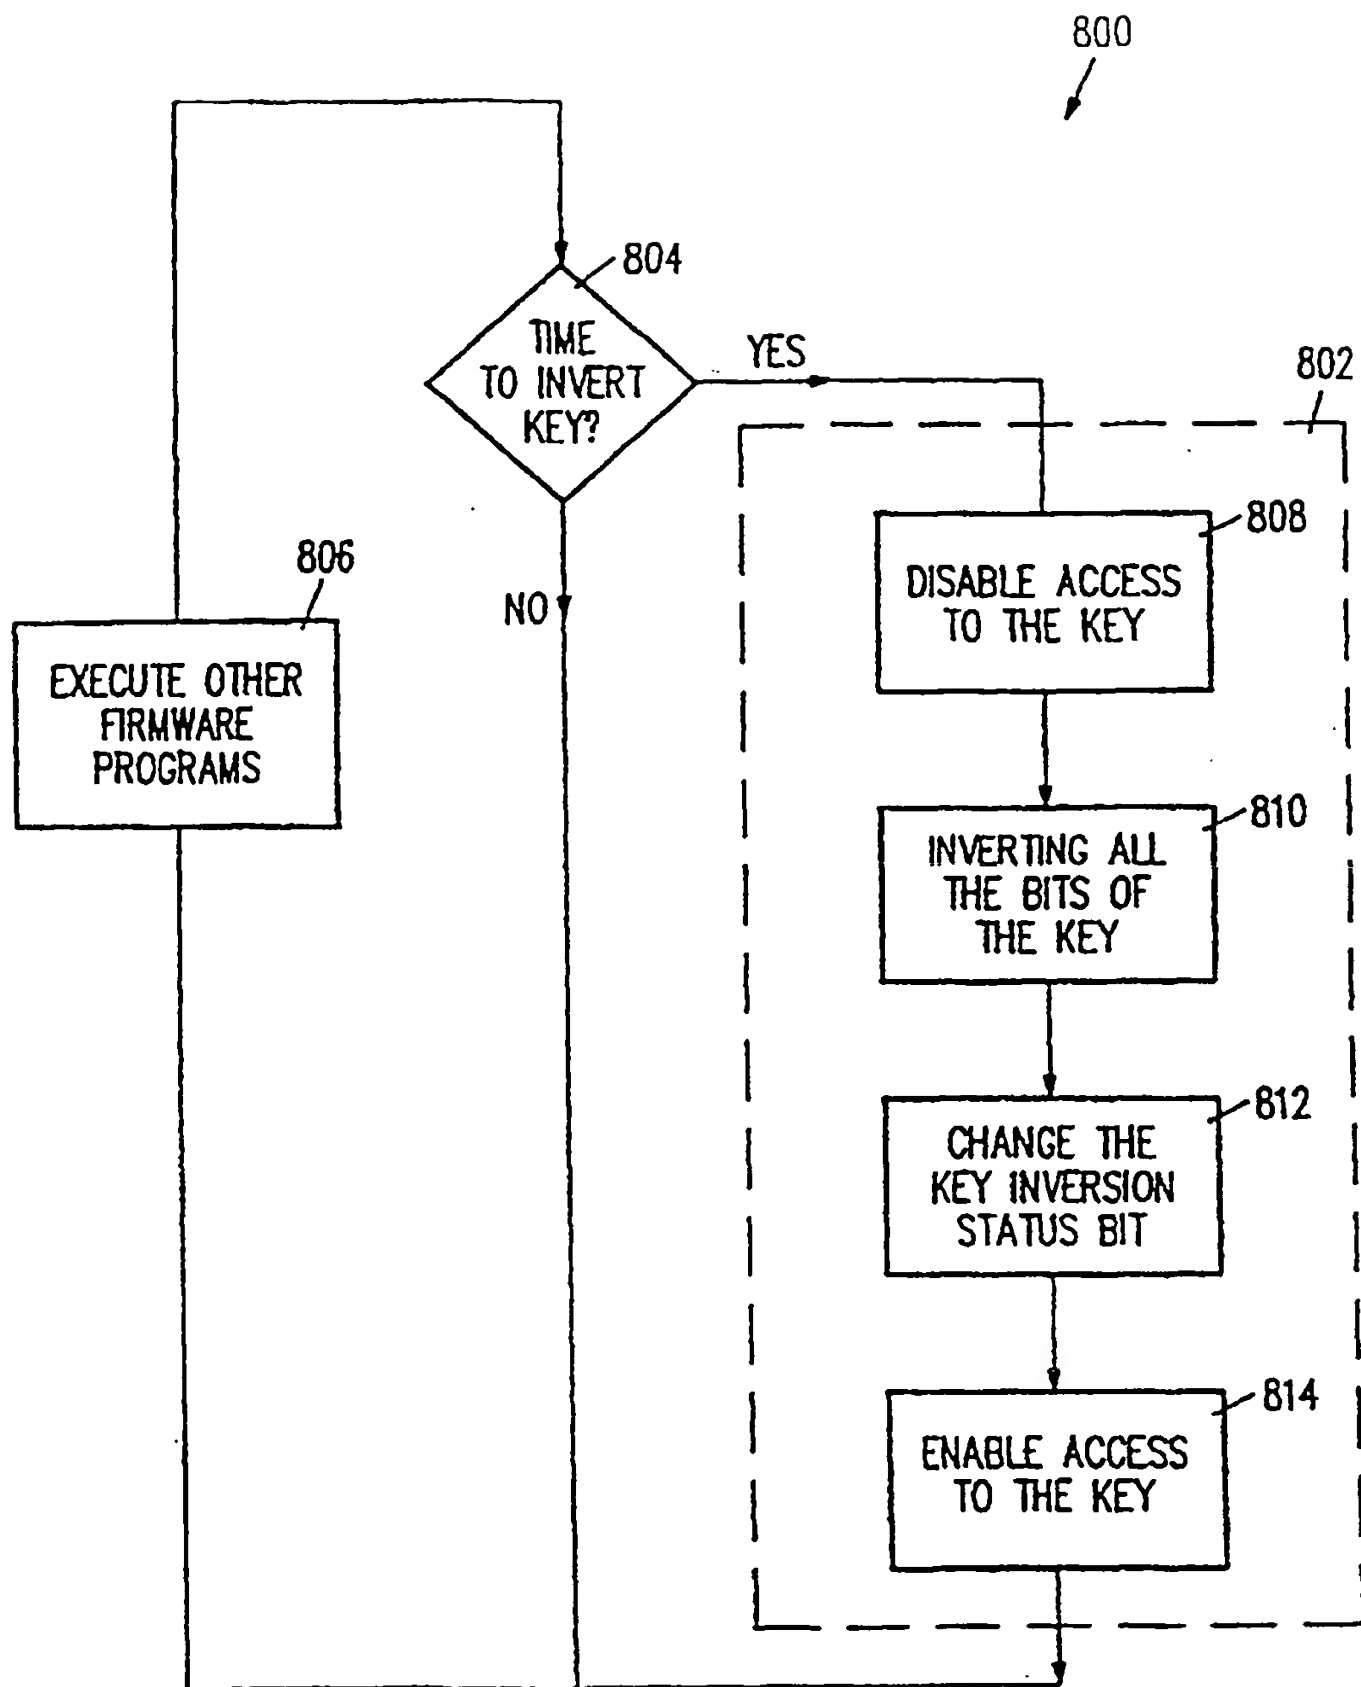 800
804
TIME
TO INVERT
KEY?
YES
802
808
DISABLE ACCESS
TO THE KEY
806
NO
EXECUTE OTHER
FIRMWARE
PROGRAMS
810
INVERTING ALL
THE BITS OF
THE KEY
812
CHANGE THE
KEY INVERSION
STATUS BIT
814
ENABLE ACCESS
TO THE KEY